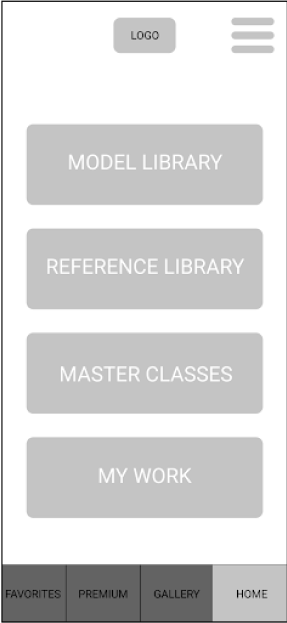 LOGO
MODEL LIBRARY
REFERENCE LIBRARY
MASTER CLASSES
MY WORK
FAVORITES PREMIUM GALLERY HOME